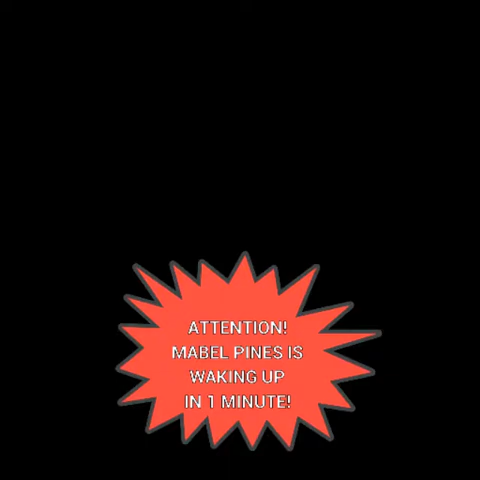 ATTENTION!
MABEL PINES IS
WAKING UP
IN 1 MINUTE!